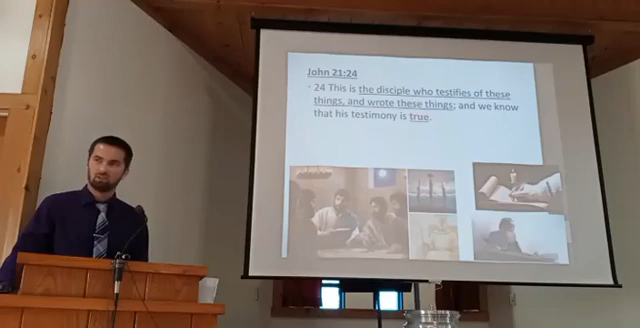 John 21:24
• 24 This is the disciple who testifies of these
things, and wrote these things; and we know
that his testimony is true.